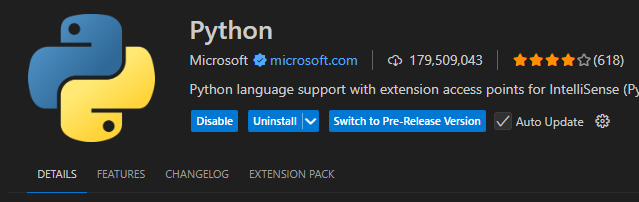 Python
Microsoft microsoft.com 179,509,043 (618)
Python language support with extension access points for IntelliSense (Py
Disable Uninstall Switch to Pre-Release Version Auto Update
DETAILS FEATURES CHANGELOG EXTENSION PACK